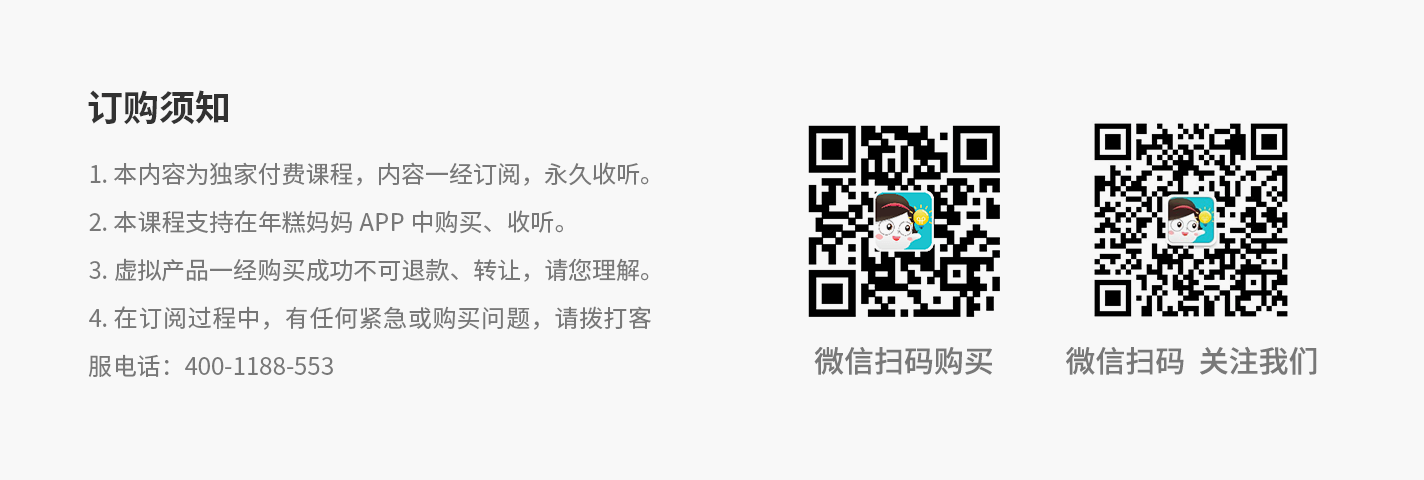 订购须知
1. 本内容为独家付费课程，内容一经订阅，永久收听。
2. 本课程支持在年糕妈妈 APP 中购买、收听。
3. 虚拟产品一经购买成功不可退款、转让，请您理解。
4. 在订阅过程中，有任何紧急或购买问题，请拨打客
服电话：400-1188-553
微信扫码购买
微信扫码 关注我们